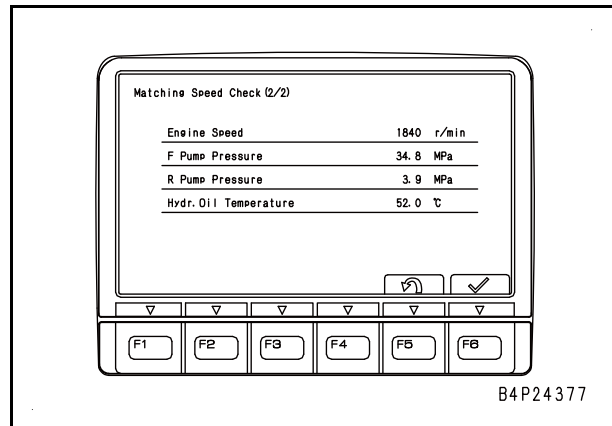 Matching Speed Check (2/2)
Engine Speed 1840 r/min
F Pump Pressure 34.8 MPa
R Pump Pressure 3.9 MPa
Hydr. Oil Temperature 52.0 ℃
F1 F2 F3 F4 F5 F6
B4P24377